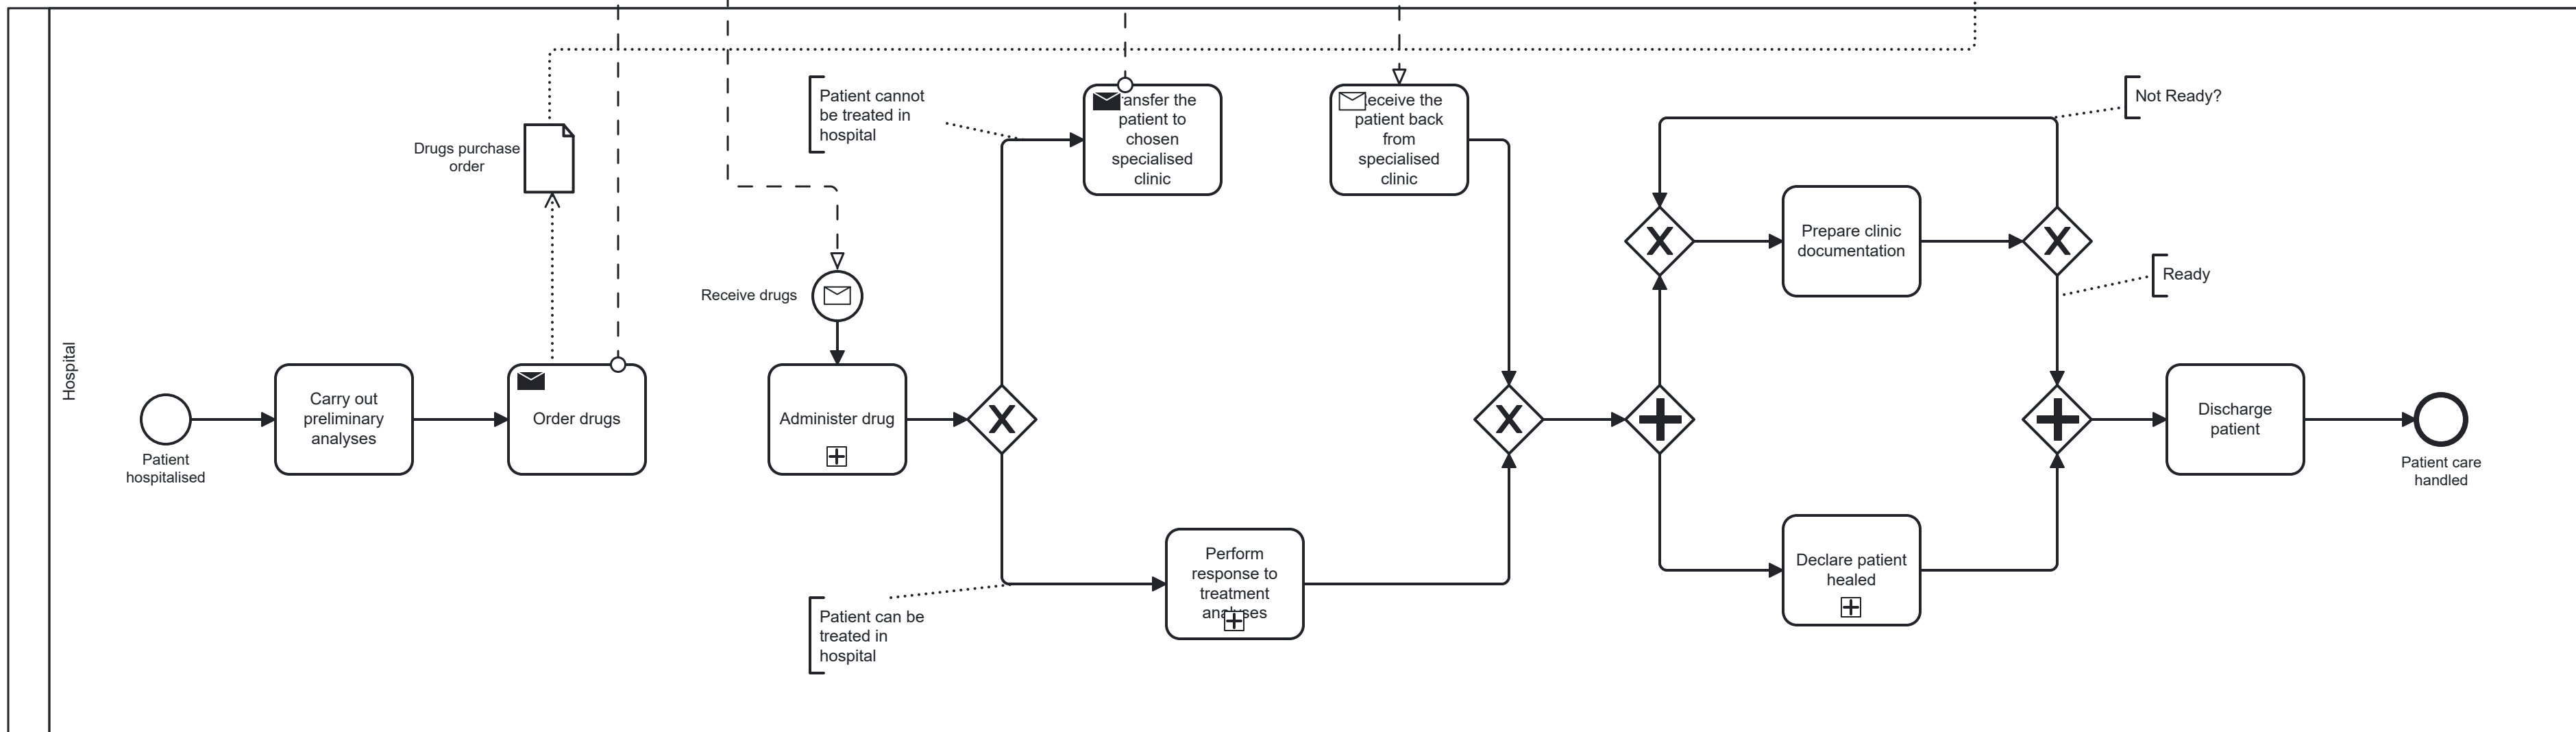 Hospital
Patient
hospitalised
Carry out
preliminary
analyses
Drugs purchase
order
Order drugs
Receive drugs
Administer drug
Patient cannot
be treated in
hospital
Patient can be
treated in
hospital
ansfer the
patient to
chosen
specialised
clinic
eceive the
patient back
from
specialised
clinic
Perform
response to
treatment
analyses
Prepare clinic
documentation
Not Ready?
Ready
Declare patient
healed
Discharge
patient
Patient care
handled